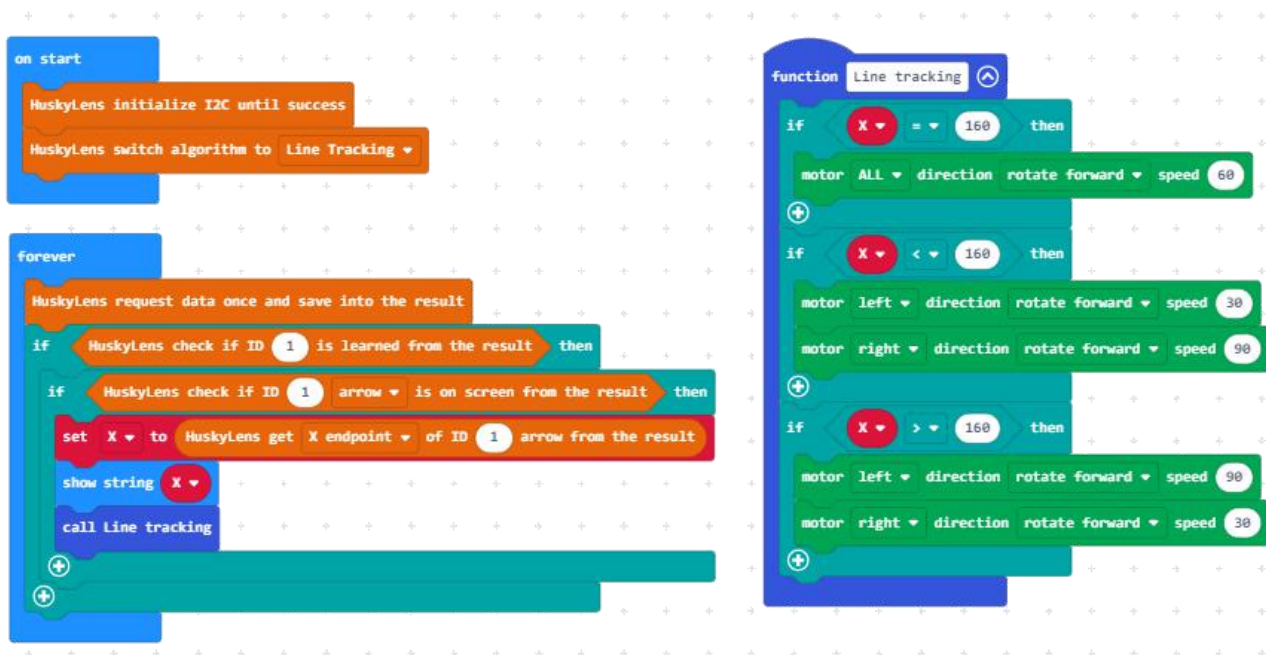 on start
HuskyLens initialize I2C until success
HuskyLens switch algorithm to Line Tracking
forever
HuskyLens request data once and save into the result
if HuskyLens check if ID 1 is learned from the result then
if HuskyLens check if ID 1 arrow is on screen from the result then
set X to HuskyLens get X endpoint of ID 1 arrow from the result
show string X
call Line tracking
function Line tracking
if X = 160 then
motor ALL direction rotate forward speed 60
if X < 160 then
motor left direction rotate forward speed 30
motor right direction rotate forward speed 90
if X > 160 then
motor left direction rotate forward speed 90
motor right direction rotate forward speed 30